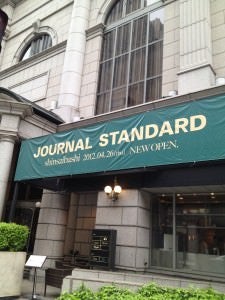 JOURNAL STANDARD
shinsaibashi 2012.04.26(thu) NEW OPEN.